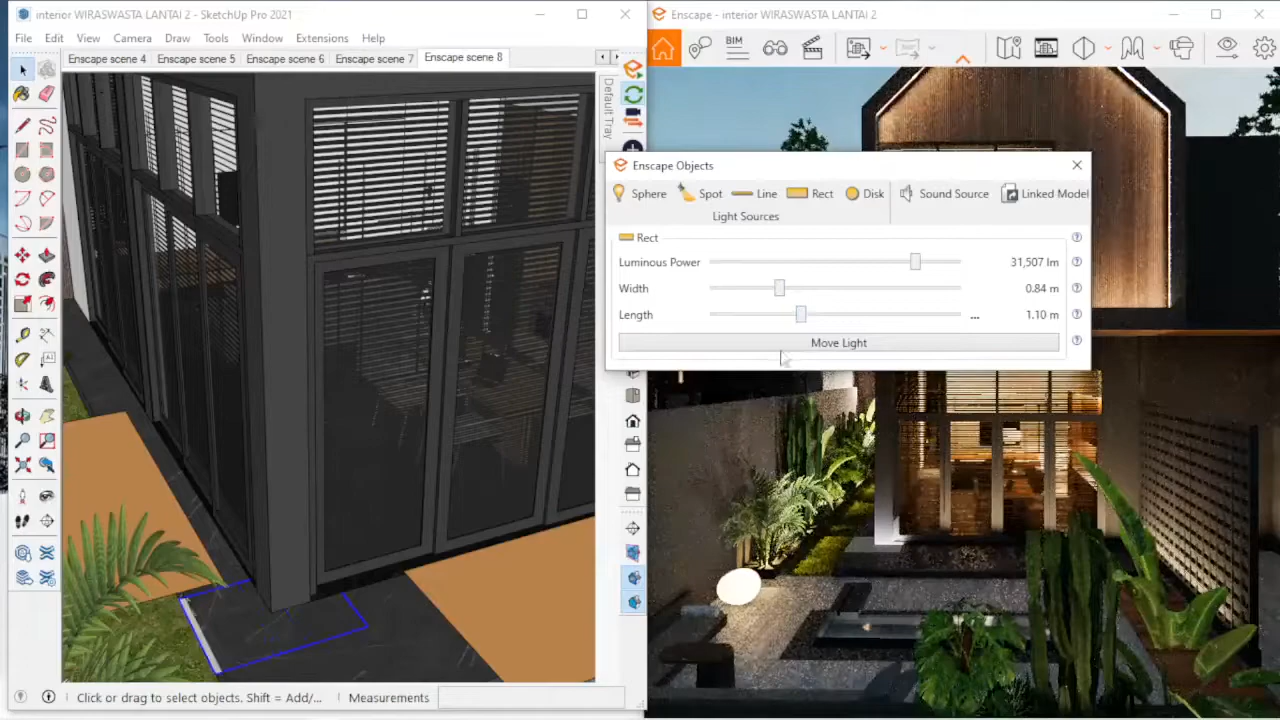 interior WIRASWASTA LANTAI 2 - SketchUp Pro 2021
Enscape - interior WIRASWASTA LANTAI 2
File Edit View Camera Draw Tools Window Extensions Help
BIM
Enscape scene 4 Enscape scene 5 Enscape scene 6 Enscape scene 7 Enscape scene 8
Default Tray
Enscape Objects
Sphere Spot Line Rect Disk Sound Source Linked Model
Light Sources
Rect
Luminous Power 31,507 lm
Width 0.84 m
Length ... 1.10 m
Move Light
Click or drag to select objects. Shift = Add/... Measurements